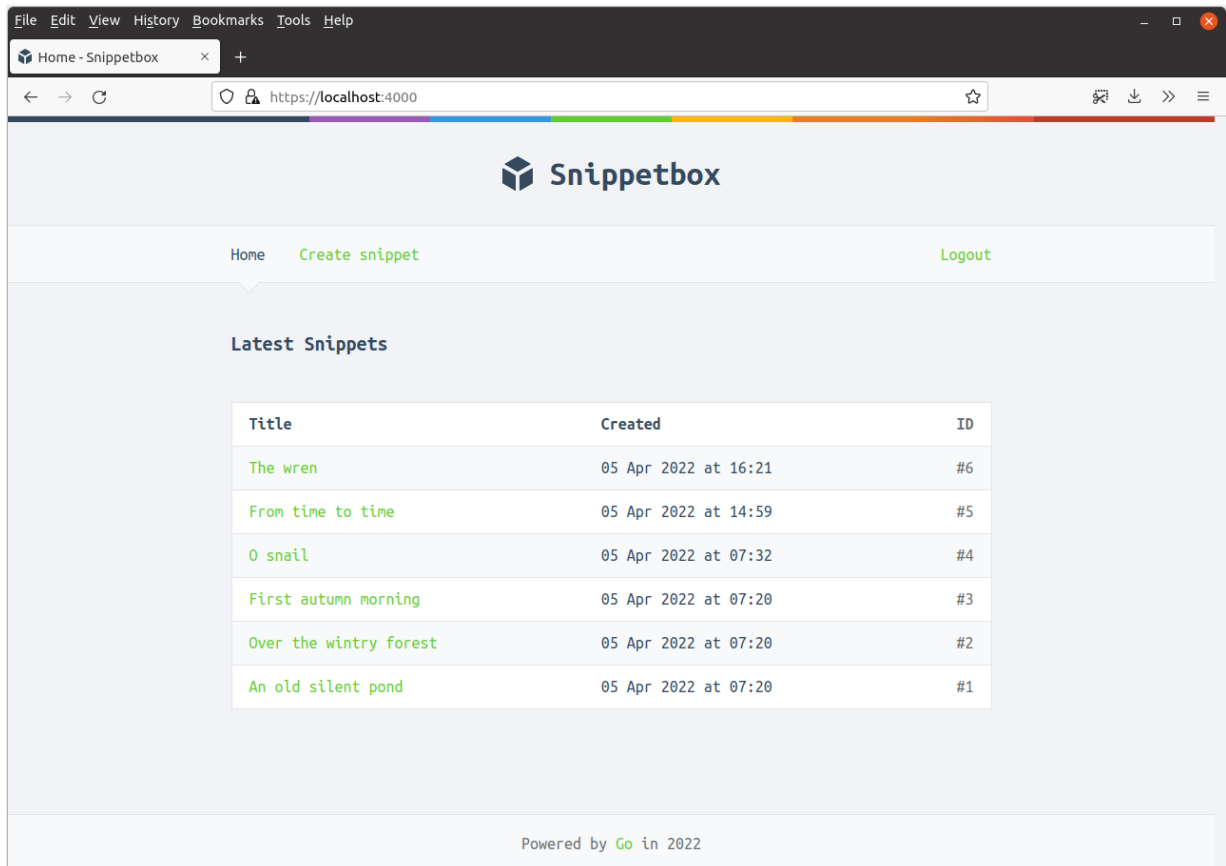 File Edit View History Bookmarks Tools Help
Home - Snippetbox
https://localhost:4000
Snippetbox
Home Create snippet Logout
Latest Snippets
Title Created ID
The wren 05 Apr 2022 at 16:21 #6
From time to time 05 Apr 2022 at 14:59 #5
O snail 05 Apr 2022 at 07:32 #4
First autumn morning 05 Apr 2022 at 07:20 #3
Over the wintry forest 05 Apr 2022 at 07:20 #2
An old silent pond 05 Apr 2022 at 07:20 #1
Powered by Go in 2022